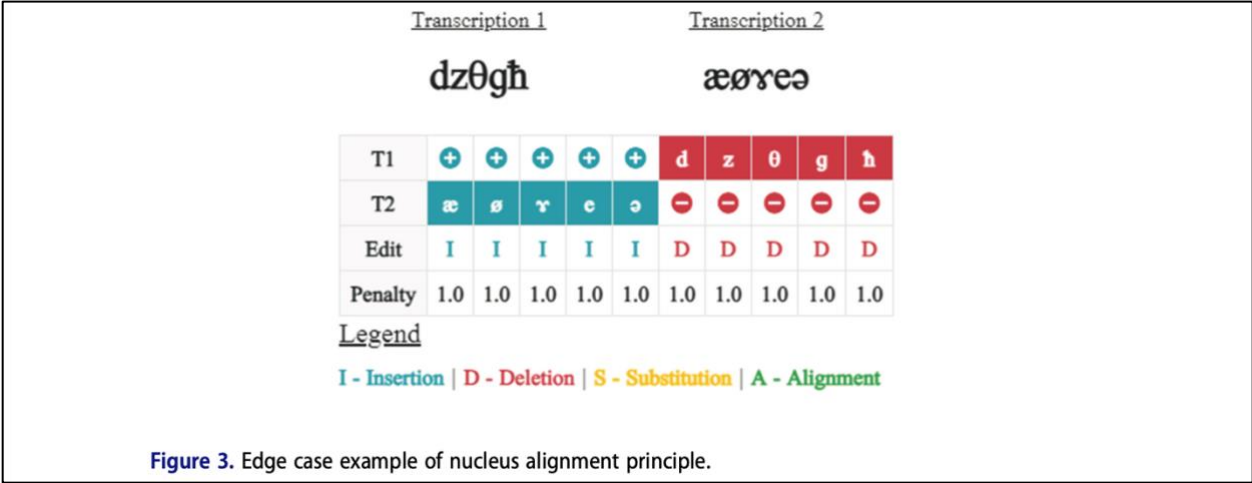 Transcription 1 Transcription 2
dzθgħ æøɤeə
T1 + + + + + d z θ g ħ
T2 æ ø ɤ e ə − − − − −
Edit I I I I I D D D D D
Penalty 1.0 1.0 1.0 1.0 1.0 1.0 1.0 1.0 1.0 1.0
Legend
I - Insertion | D - Deletion | S - Substitution | A - Alignment
Figure 3. Edge case example of nucleus alignment principle.